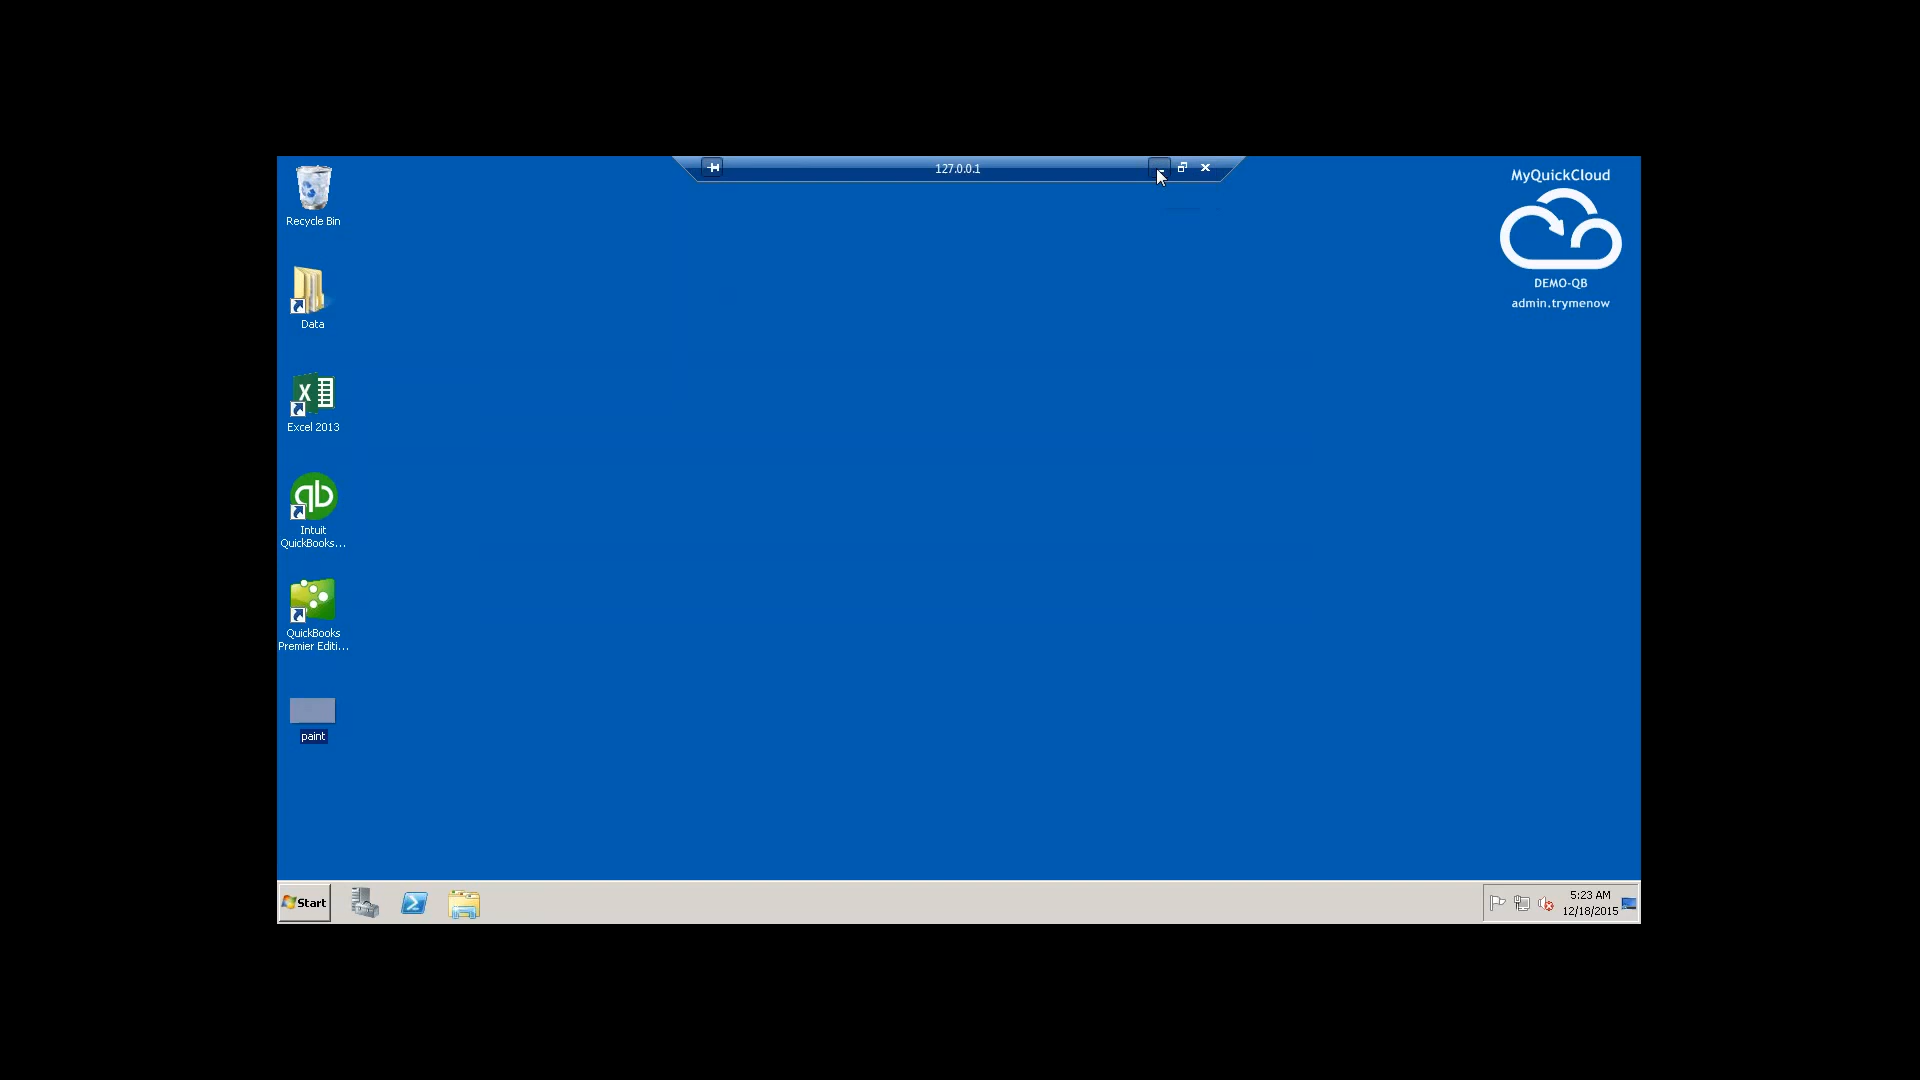 127.0.0.1
MyQuickCloud
DEMO-QB
admin.trymenow
Recycle Bin
Data
Excel 2013
qb
Intuit
QuickBooks...
QuickBooks
Premier Editi...
paint
Start
5:23 AM
12/18/2015